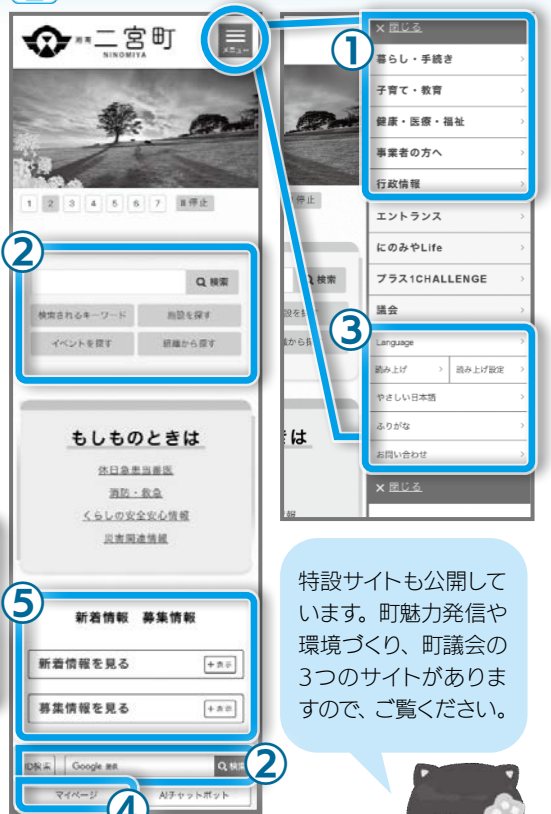 湘南 二宮町
NINOMIYA
メニュー
1 2 3 4 5 6 7 停止
②
検索
検索されるキーワード 施設を探す
イベントを探す 組織から探す
もしものときは
休日急患当番医
消防・救急
くらしの安全安心情報
災害関連情報
⑤
新着情報 募集情報
新着情報を見る +表示
募集情報を見る +表示
ID検索 Google 検索 検索
②
マイページ AIチャットボット
④
①
× 閉じる
暮らし・手続き
子育て・教育
健康・医療・福祉
事業者の方へ
行政情報
停止
エントランス
にのみやLife
プラス1CHALLENGE
議会
検索
③
Language
読み上げ 読み上げ設定
やさしい日本語
ふりがな
お問い合わせ
× 閉じる
は
特設サイトも公開して
います。町魅力発信や
環境づくり、町議会の
3つのサイトがありま
すので、ご覧ください。